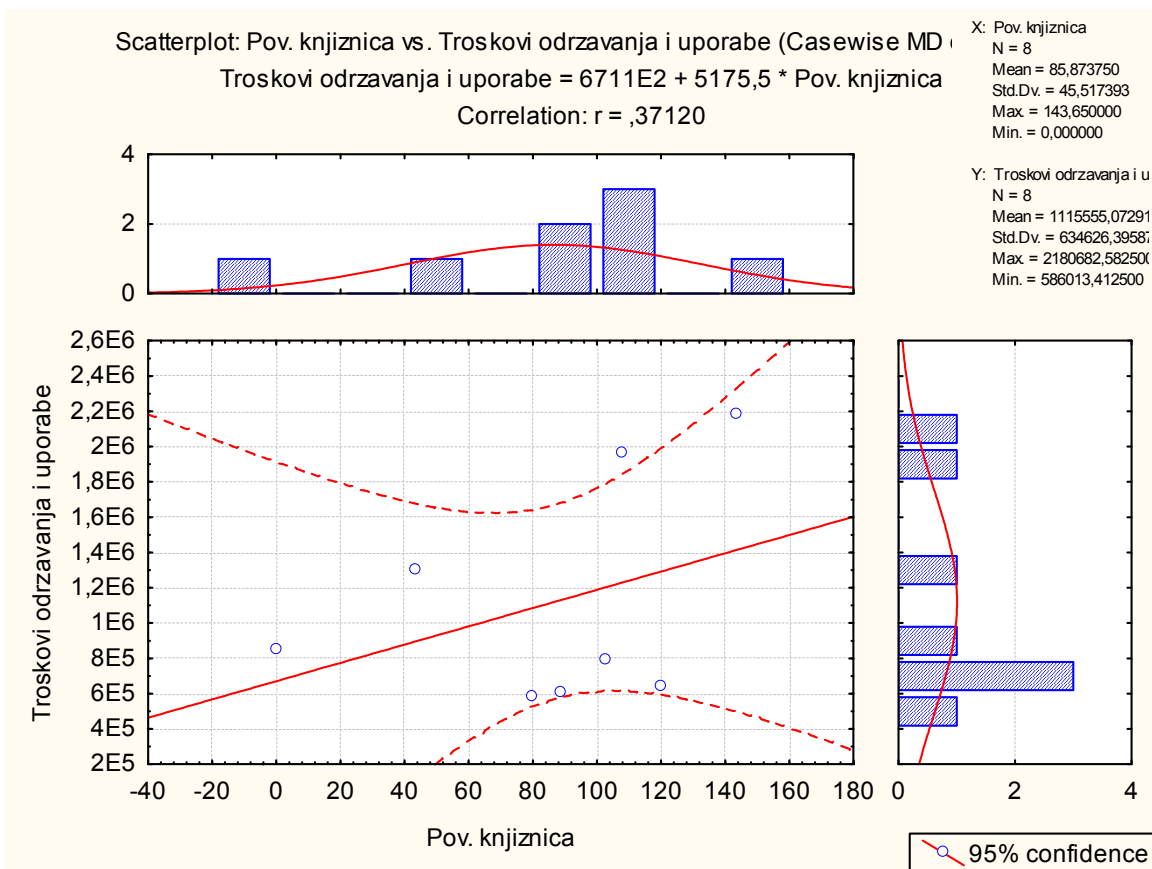 Scatterplot: Pov. knjiznica vs. Troskovi odrzavanja i uporabe (Casewise MD
Troskovi odrzavanja i uporabe = 6711E2 + 5175,5 * Pov. knjiznica
Correlation: r = ,37120
X: Pov. knjiznica
N = 8
Mean = 85,873750
Std.Dv. = 45,517393
Max. = 143,650000
Min. = 0,000000
Y: Troskovi odrzavanja i u
N = 8
Mean = 1115555,07291
Std.Dv. = 634626,39587
Max. = 2180682,582500
Min. = 586013,412500
4
2
0
2,6E6
2,4E6
2,2E6
2E6
1,8E6
1,6E6
1,4E6
1,2E6
1E6
8E5
6E5
4E5
2E5
Troskovi odrzavanja i uporabe
-40 -20 0 20 40 60 80 100 120 140 160 180
Pov. knjiznica
0 2 4
95% confidence